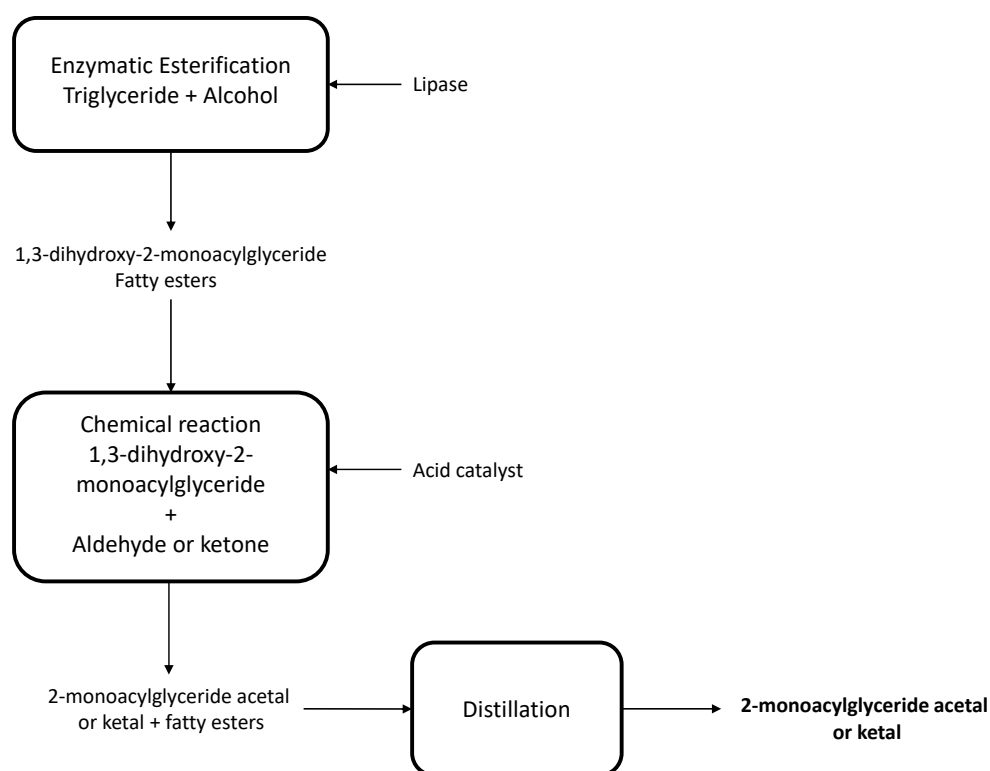 Enzymatic Esterification
Triglyceride + Alcohol
Lipase
1,3-dihydroxy-2-monoacylglyceride
Fatty esters
Chemical reaction
1,3-dihydroxy-2-
monoacylglyceride
+
Aldehyde or ketone
Acid catalyst
2-monoacylglyceride acetal
or ketal + fatty esters
Distillation
2-monoacylglyceride acetal
or ketal